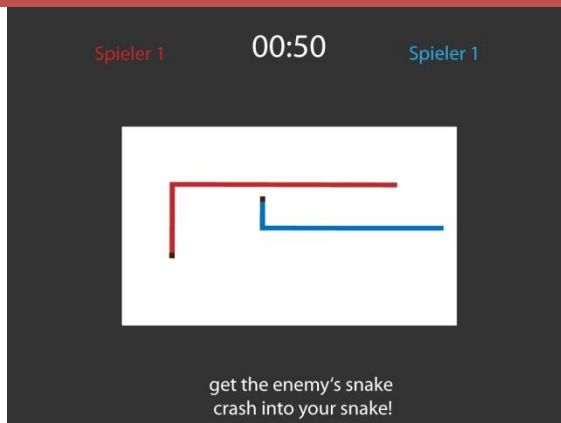 Spieler 1 00:50 Spieler 1
get the enemy‘s snake
crash into your snake!